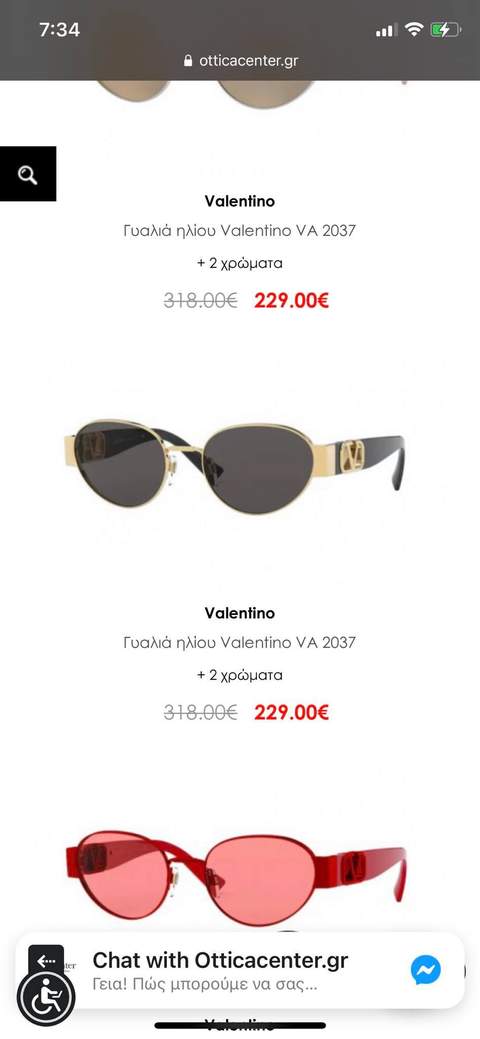 7:34
otticacenter.gr
Valentino
Γυαλιά ηλίου Valentino VA 2037
+ 2 χρώματα
318.00€ 229.00€
Valentino
Γυαλιά ηλίου Valentino VA 2037
+ 2 χρώματα
318.00€ 229.00€
Chat with Otticacenter.gr
Γεια! Πώς μπορούμε να σας...
Valentino